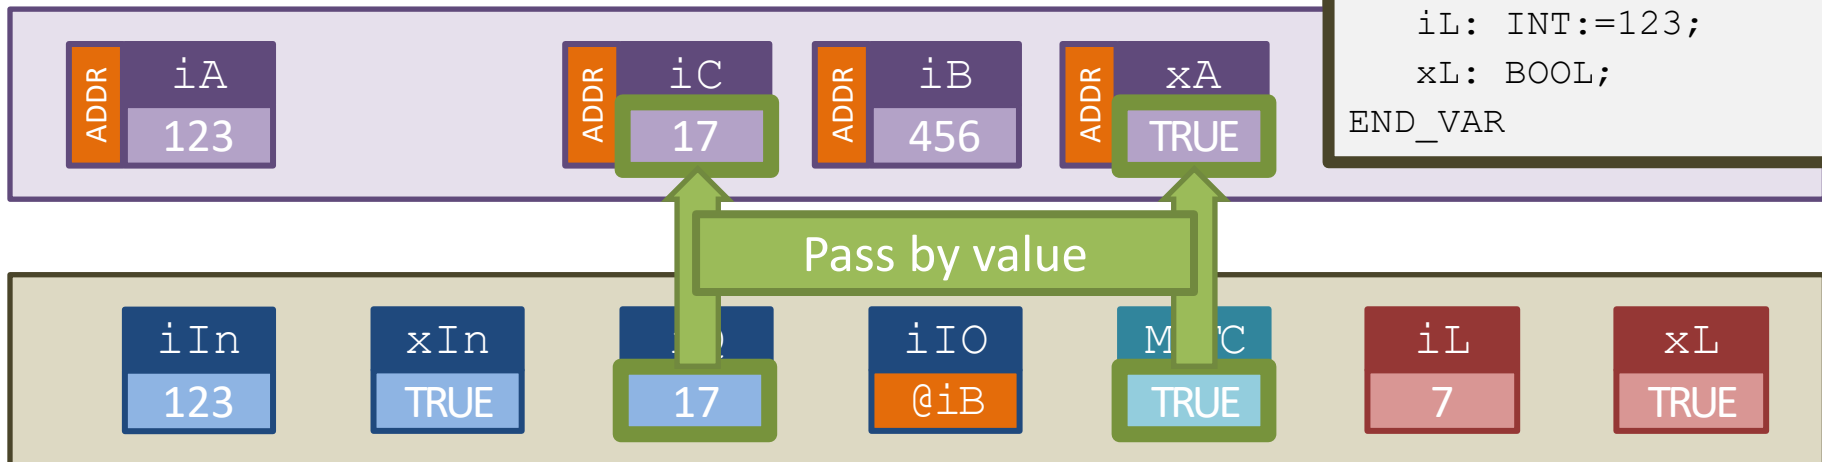 iL: INT:=123;
xL: BOOL;
END_VAR
ADDR iA 123
ADDR iC 17
ADDR iB 456
ADDR xA TRUE
Pass by value
iIn 123
xIn TRUE
17
iIO @iB
TRUE
iL 7
xL TRUE